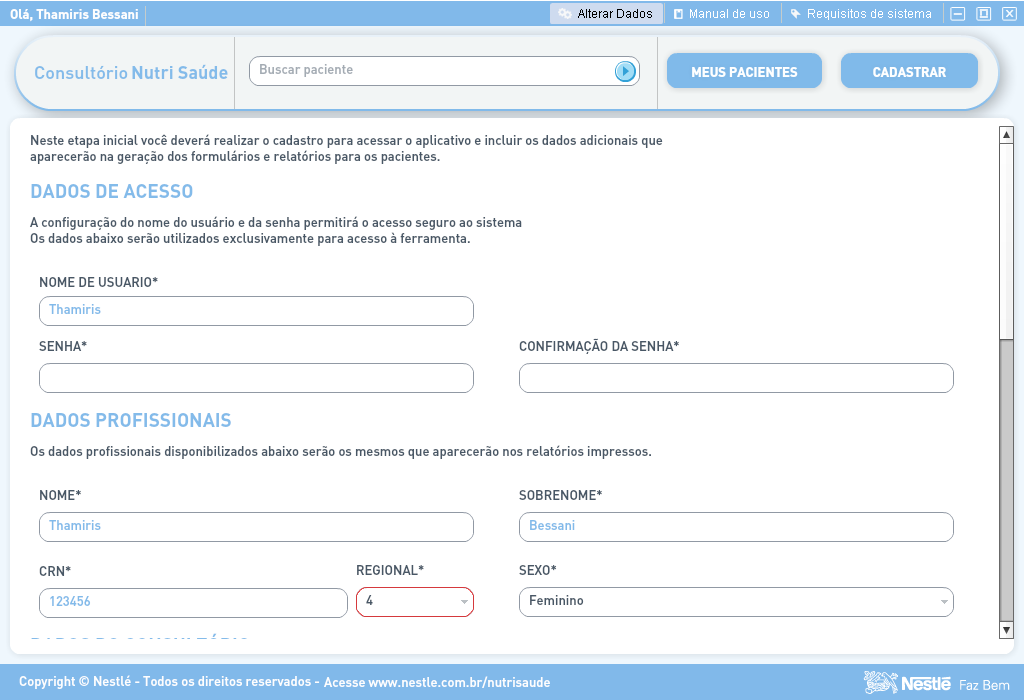 Olá, Thamiris Bessani
Alterar Dados
Manual de uso
Requisitos de sistema
Consultório Nutri Saúde
Buscar paciente
MEUS PACIENTES
CADASTRAR
Neste etapa inicial você deverá realizar o cadastro para acessar o aplicativo e incluir os dados adicionais que
aparecerão na geração dos formulários e relatórios para os pacientes.
DADOS DE ACESSO
A configuração do nome do usuário e da senha permitirá o acesso seguro ao sistema
Os dados abaixo serão utilizados exclusivamente para acesso à ferramenta.
NOME DE USUARIO*
Thamiris
SENHA*
CONFIRMAÇÃO DA SENHA*
DADOS PROFISSIONAIS
Os dados profissionais disponibilizados abaixo serão os mesmos que aparecerão nos relatórios impressos.
NOME*
SOBRENOME*
Thamiris
Bessani
CRN*
REGIONAL*
SEXO*
123456
4
Feminino
Copyright © Nestlé - Todos os direitos reservados - Acesse www.nestle.com.br/nutrisaude
Nestlé Faz Bem